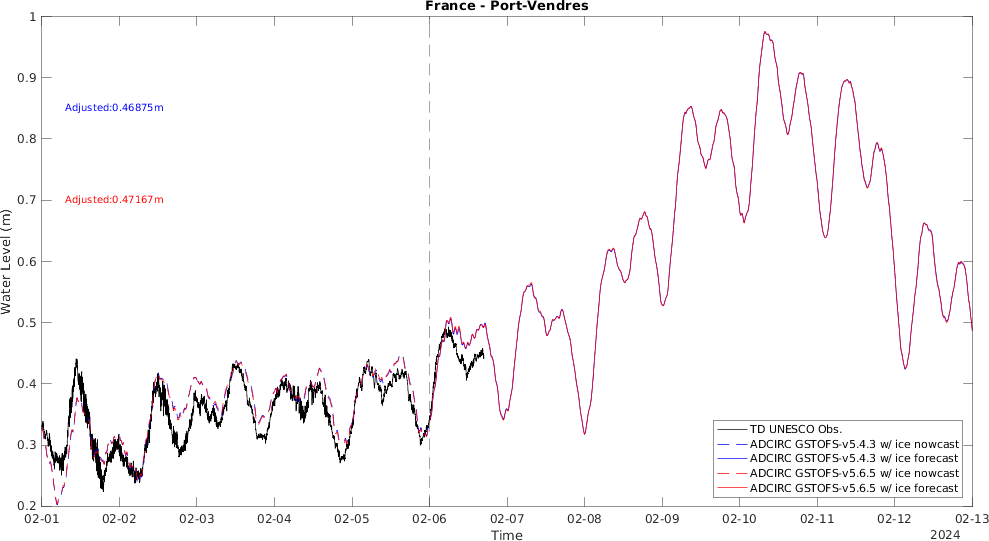 France - Port-Vendres
Water Level (m)
1
0.9
0.8
0.7
0.6
0.5
0.4
0.3
0.2
Adjusted:0.46875m
Adjusted:0.47167m
TD UNESCO Obs.
ADCIRC GSTOFS-v5.4.3 w/ ice nowcast
ADCIRC GSTOFS-v5.4.3 w/ ice forecast
ADCIRC GSTOFS-v5.6.5 w/ ice nowcast
ADCIRC GSTOFS-v5.6.5 w/ ice forecast
02-01 02-02 02-03 02-04 02-05 02-06 02-07 02-08 02-09 02-10 02-11 02-12 02-13
Time
2024